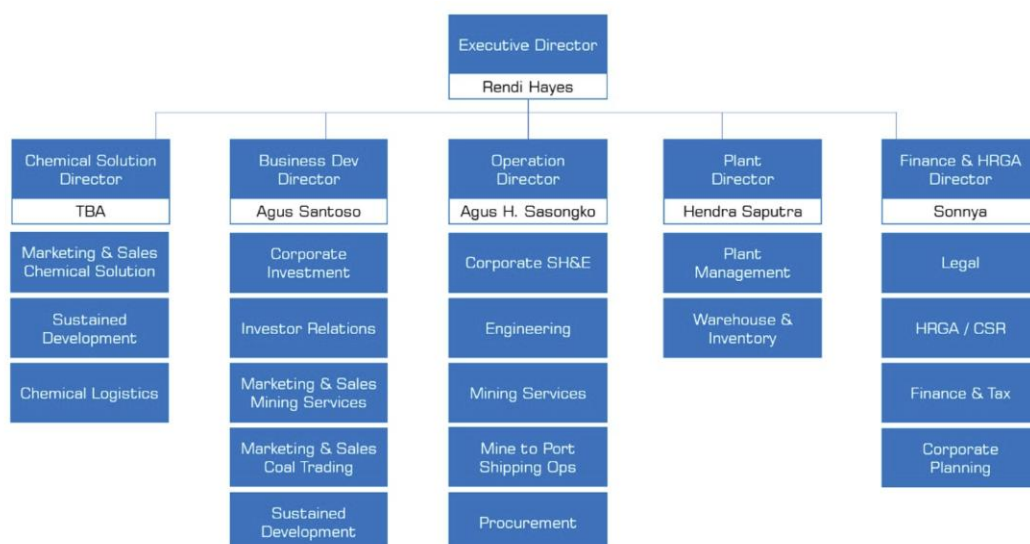 Executive Director
Rendi Hayes
Chemical Solution
Director
TBA
Marketing & Sales
Chemical Solution
Sustained
Development
Chemical Logistics
Business Dev
Director
Agus Santoso
Corporate
Investment
Investor Relations
Marketing & Sales
Mining Services
Marketing & Sales
Coal Trading
Sustained
Development
Operation
Director
Agus H. Sasongko
Corporate SH&E
Engineering
Mining Services
Mine to Port
Shipping Ops
Procurement
Plant
Director
Hendra Saputra
Plant
Management
Warehouse &
Inventory
Finance & HRGA
Director
Sonnya
Legal
HRGA / CSR
Finance & Tax
Corporate
Planning